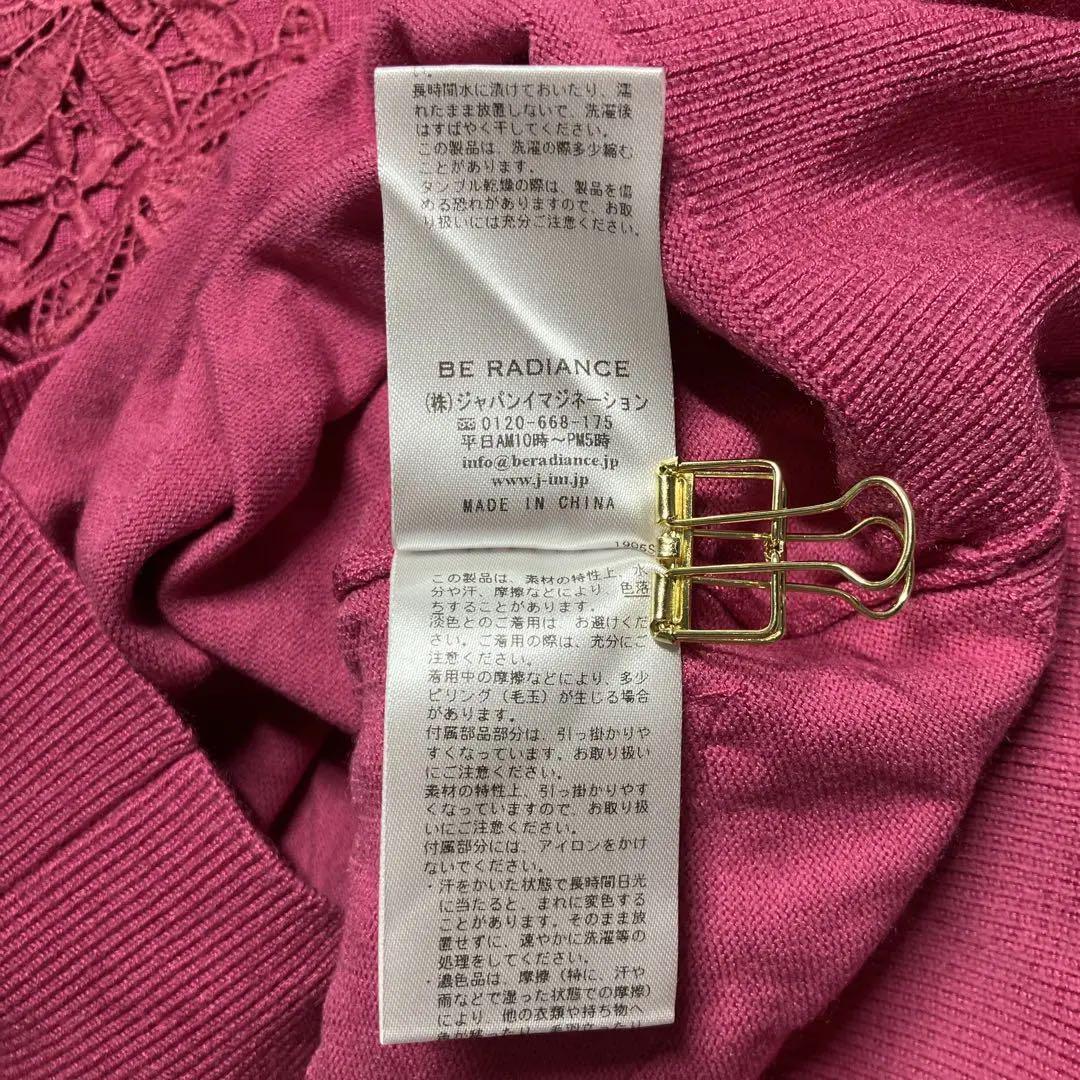 い。
長時間水に漬けておいたり、濡
れたまま放置しないで、洗濯後
はすばやく干してください。
この製品は、洗濯の際多少縮む
ことがあります。
タンブル乾燥の際は、製品を傷
める恐れがありますので、お取
り扱いには充分ご注意ください。
BE RADIANCE
(株)ジャパンイマジネーション
0120-668-175
平日AM10時～PM5時
info@beradiance.jp
www.j-im.jp
MADE IN CHINA
1995S
この製品は、素材の特性上、水
分や汗、摩擦などにより、色落
ちすることがあります。
淡色とのご着用は お避けくだ
さい。ご着用の際は、充分にご
注意ください。
着用中の摩擦などにより、多少
ピリング（毛玉）が生じる場合
があります。
付属部品部分は、引っ掛かりや
すくなっています。お取り扱い
にご注意ください。
素材の特性上、引っ掛かりやす
くなっていますので、お取り扱
いにご注意ください。
付属部分には、アイロンをかけ
ないでください。
・汗をかいた状態で長時間日光
に当たると、まれに変色する
ことがあります。そのまま放
置せずに、速やかに洗濯等の
処理をしてください。
・濃色品は、摩擦（特に、汗や
雨などで湿った状態での摩擦）
により、他の衣類や持ち物へ